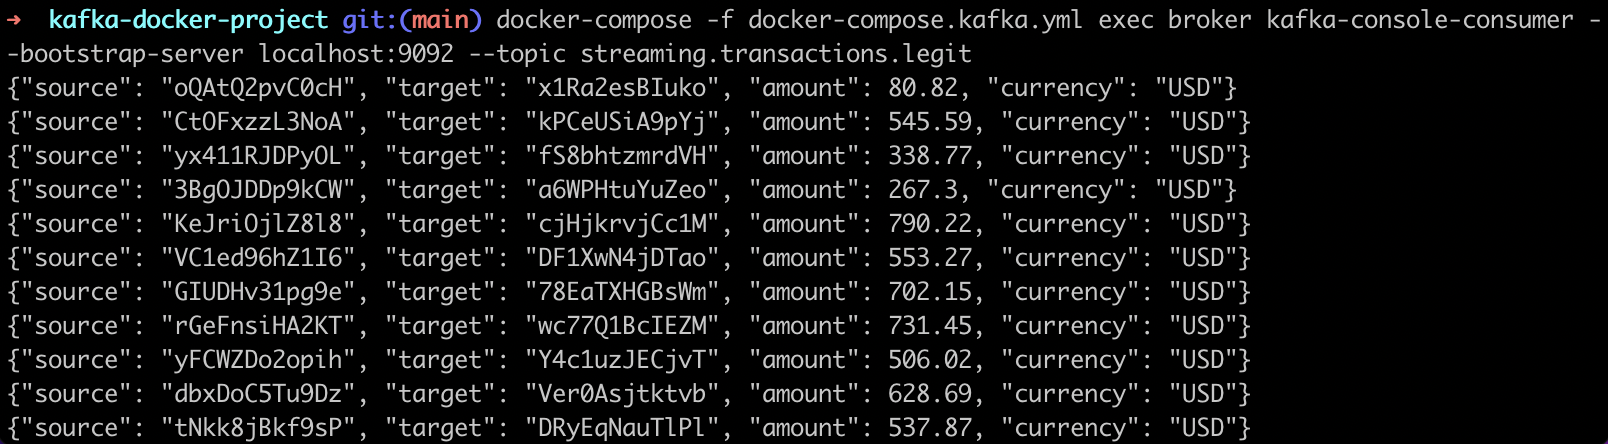 ➜  kafka-docker-project git:(main) docker-compose -f docker-compose.kafka.yml exec broker kafka-console-consumer -
-bootstrap-server localhost:9092 --topic streaming.transactions.legit
{"source": "oQAtQ2pvC0cH", "target": "x1Ra2esBIuko", "amount": 80.82, "currency": "USD"}
{"source": "CtOFxzzL3NoA", "target": "kPCeUSiA9pYj", "amount": 545.59, "currency": "USD"}
{"source": "yx411RJDPyOL", "target": "fS8bhtzmrdVH", "amount": 338.77, "currency": "USD"}
{"source": "3BgOJDDp9kCW", "target": "a6WPHtuYuZeo", "amount": 267.3, "currency": "USD"}
{"source": "KeJriOjlZ8l8", "target": "cjHjkrvjCc1M", "amount": 790.22, "currency": "USD"}
{"source": "VC1ed96hZ1I6", "target": "DF1XwN4jDTao", "amount": 553.27, "currency": "USD"}
{"source": "GIUDHv31pg9e", "target": "78EaTXHGBsWm", "amount": 702.15, "currency": "USD"}
{"source": "rGeFnsiHA2KT", "target": "wc77Q1BcIEZM", "amount": 731.45, "currency": "USD"}
{"source": "yFCWZDo2opih", "target": "Y4c1uzJECjvT", "amount": 506.02, "currency": "USD"}
{"source": "dbxDoC5Tu9Dz", "target": "Ver0Asjtktvb", "amount": 628.69, "currency": "USD"}
{"source": "tNkk8jBkf9sP", "target": "DRyEqNauTlPl", "amount": 537.87, "currency": "USD"}